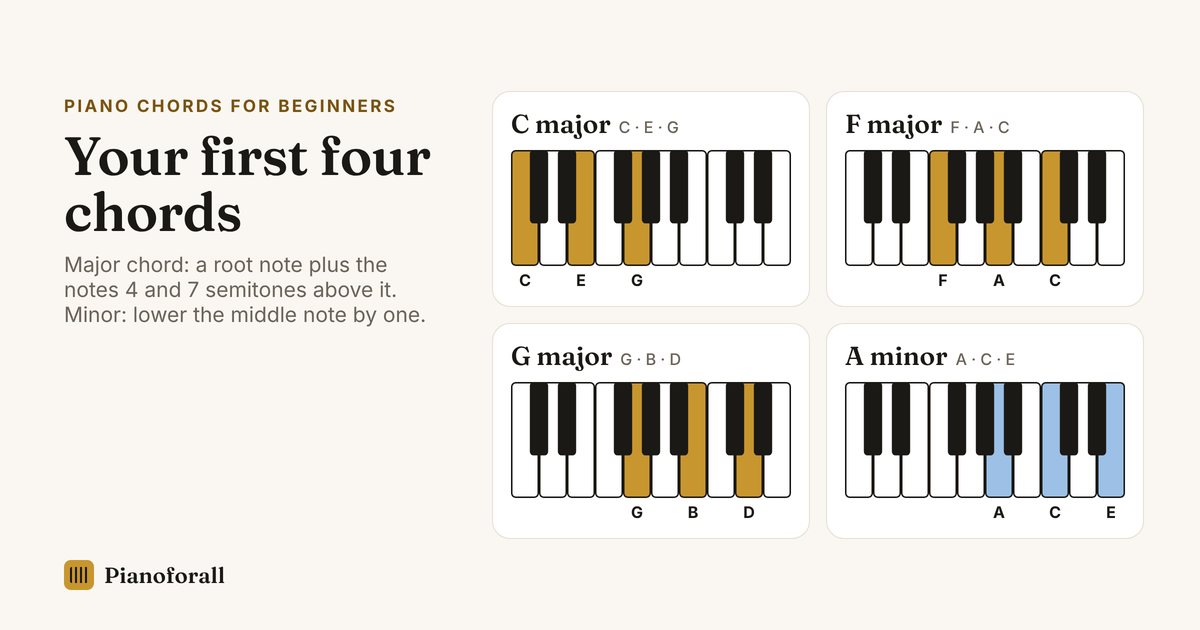 PIANO CHORDS FOR BEGINNERS
Your first four
chords
Major chord: a root note plus the
notes 4 and 7 semitones above it.
Minor: lower the middle note by one.
C major C · E · G
C E G
F major F · A · C
F A C
G major G · B · D
G B D
A minor A · C · E
A C E
Pianoforall